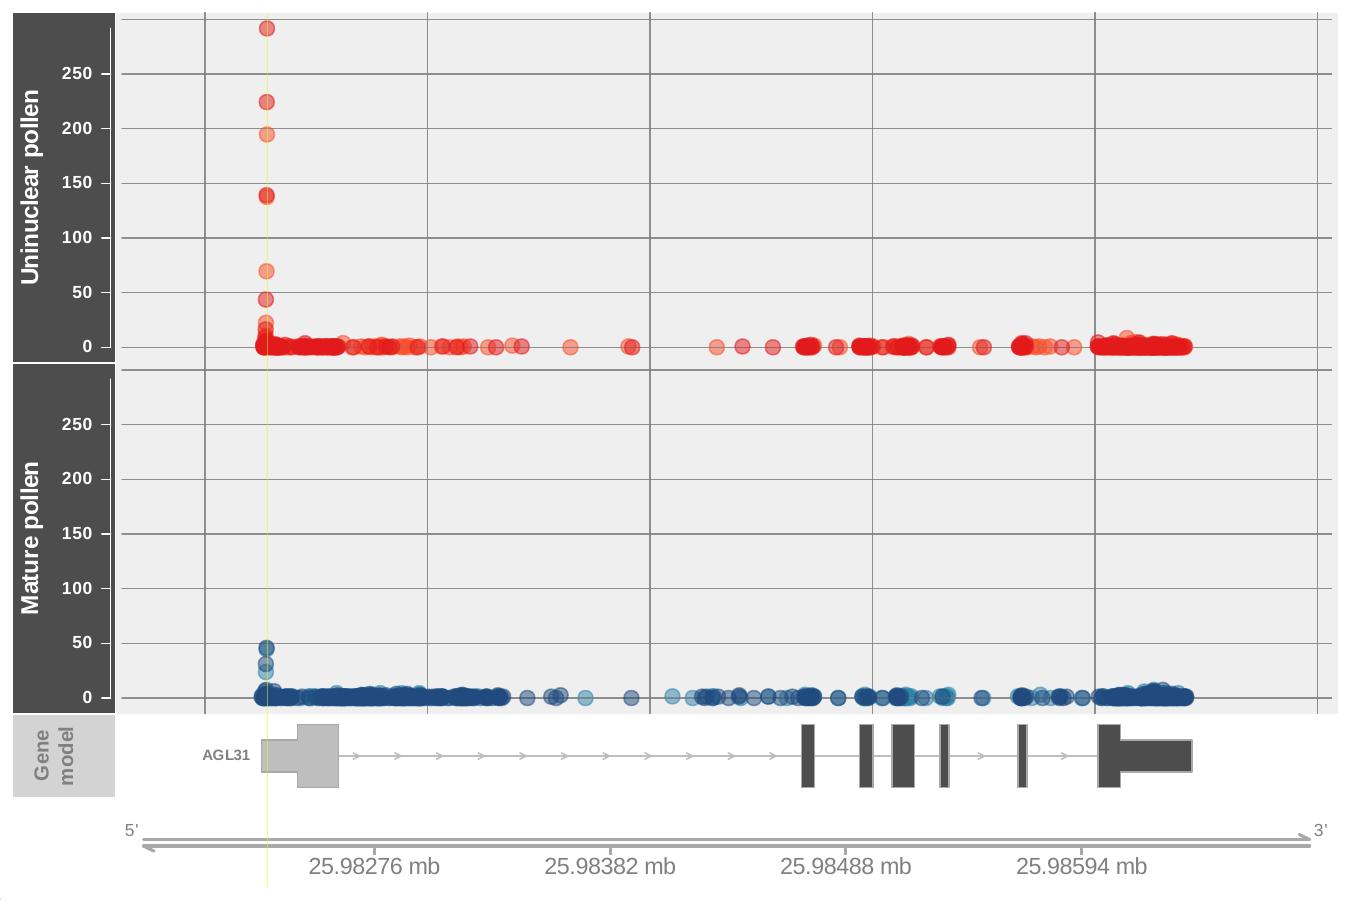 Uninuclear pollen
250
200
150
100
50
0
Mature pollen
250
200
150
100
50
0
Gene
model
AGL31
5'
3'
25.98276 mb
25.98382 mb
25.98488 mb
25.98594 mb